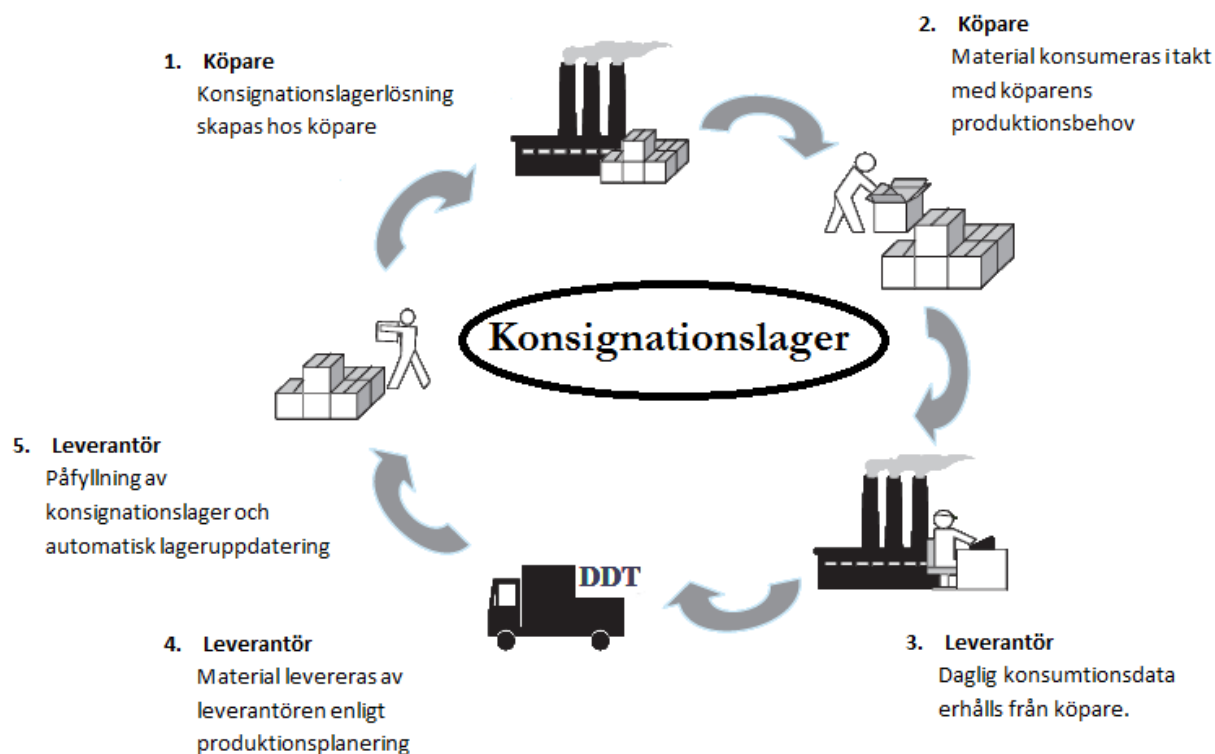 1. Köpare
Konsignationslagerlösning
skapas hos köpare
2. Köpare
Material konsumeras i takt
med köparens
produktionsbehov
Konsignationslager
3. Leverantör
Daglig konsumtionsdata
erhålls från köpare.
DDT
4. Leverantör
Material levereras av
leverantören enligt
produktionsplanering
5. Leverantör
Påfyllning av
konsignationslager och
automatisk lageruppdatering